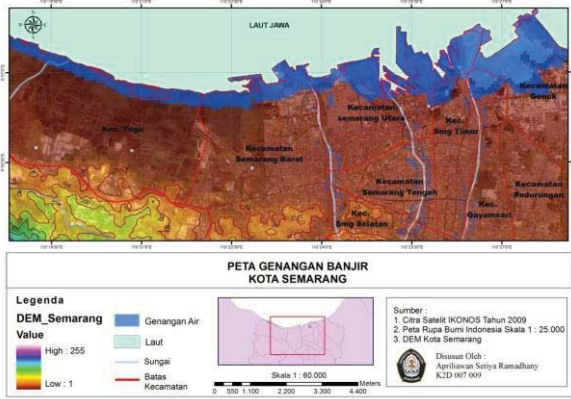 LAUT JAWA
Kecamatan
Genuk
Kecamatan
semarang Utara
Kec.
Smg Timur
Kec. Tugu
Kecamatan
Semarang Barat
Kecamatan
Semarang Tengah
Kecamatan
Pedurungan
Kec.
Gayamsari
Kec.
Smg Selatan
PETA GENANGAN BANJIR
KOTA SEMARANG
Legenda
DEM_Semarang
Value
High : 255
Low : 1
Genangan Air
Laut
Sungai
Batas
Kecamatan
Skala 1 : 60.000
Meters
0 550 1.100 2.200 3.300 4.400
Sumber :
1. Citra Satelit IKONOS Tahun 2009
2. Peta Rupa Bumi Indonesia Skala 1 : 25.000
3. DEM Kota Semarang
Disusun Oleh :
Apriliawan Setiya Ramadhany
K2D 007 009